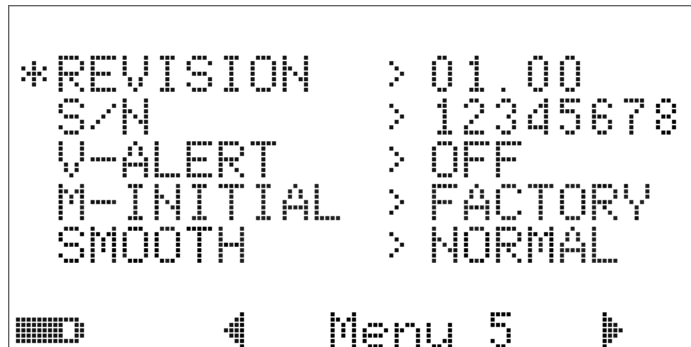 *REVISION > 01.00
S/N > 12345678
V-ALERT > OFF
M-INITIAL > FACTORY
SMOOTH > NORMAL
◀ Menu 5 ▶